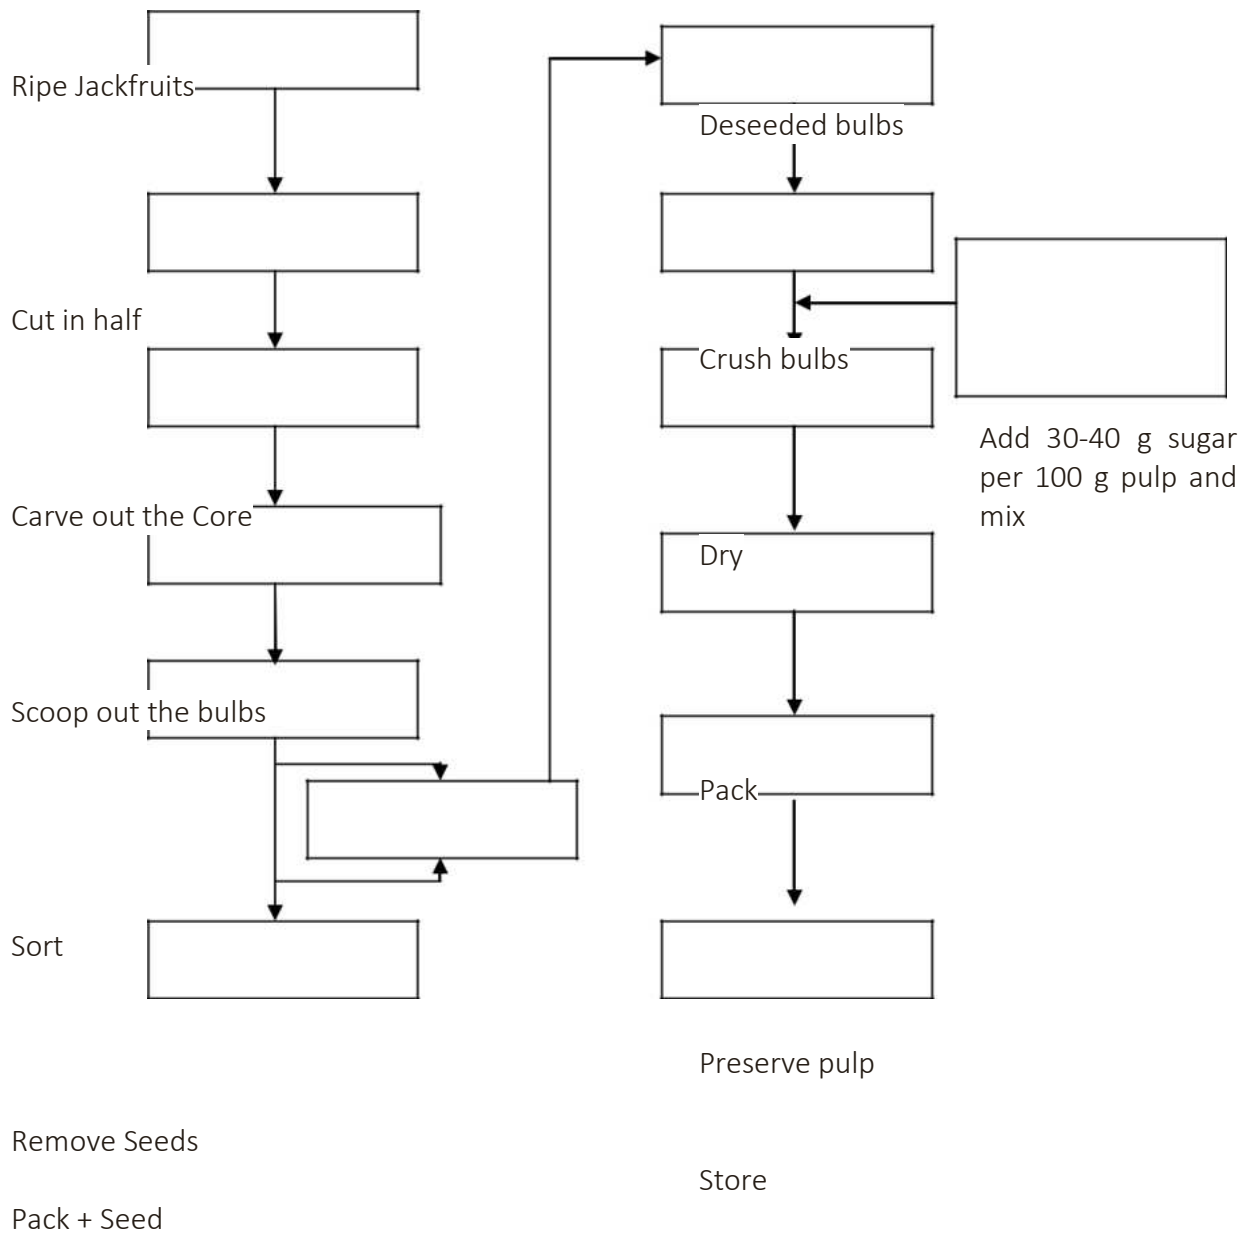 Ripe Jackfruits
Cut in half
Carve out the Core
Scoop out the bulbs
Sort
Remove Seeds
Pack + Seed
Deseeded bulbs
Crush bulbs
Dry
Pack
Preserve pulp
Store
Add 30-40 g sugar
per 100 g pulp and
mix